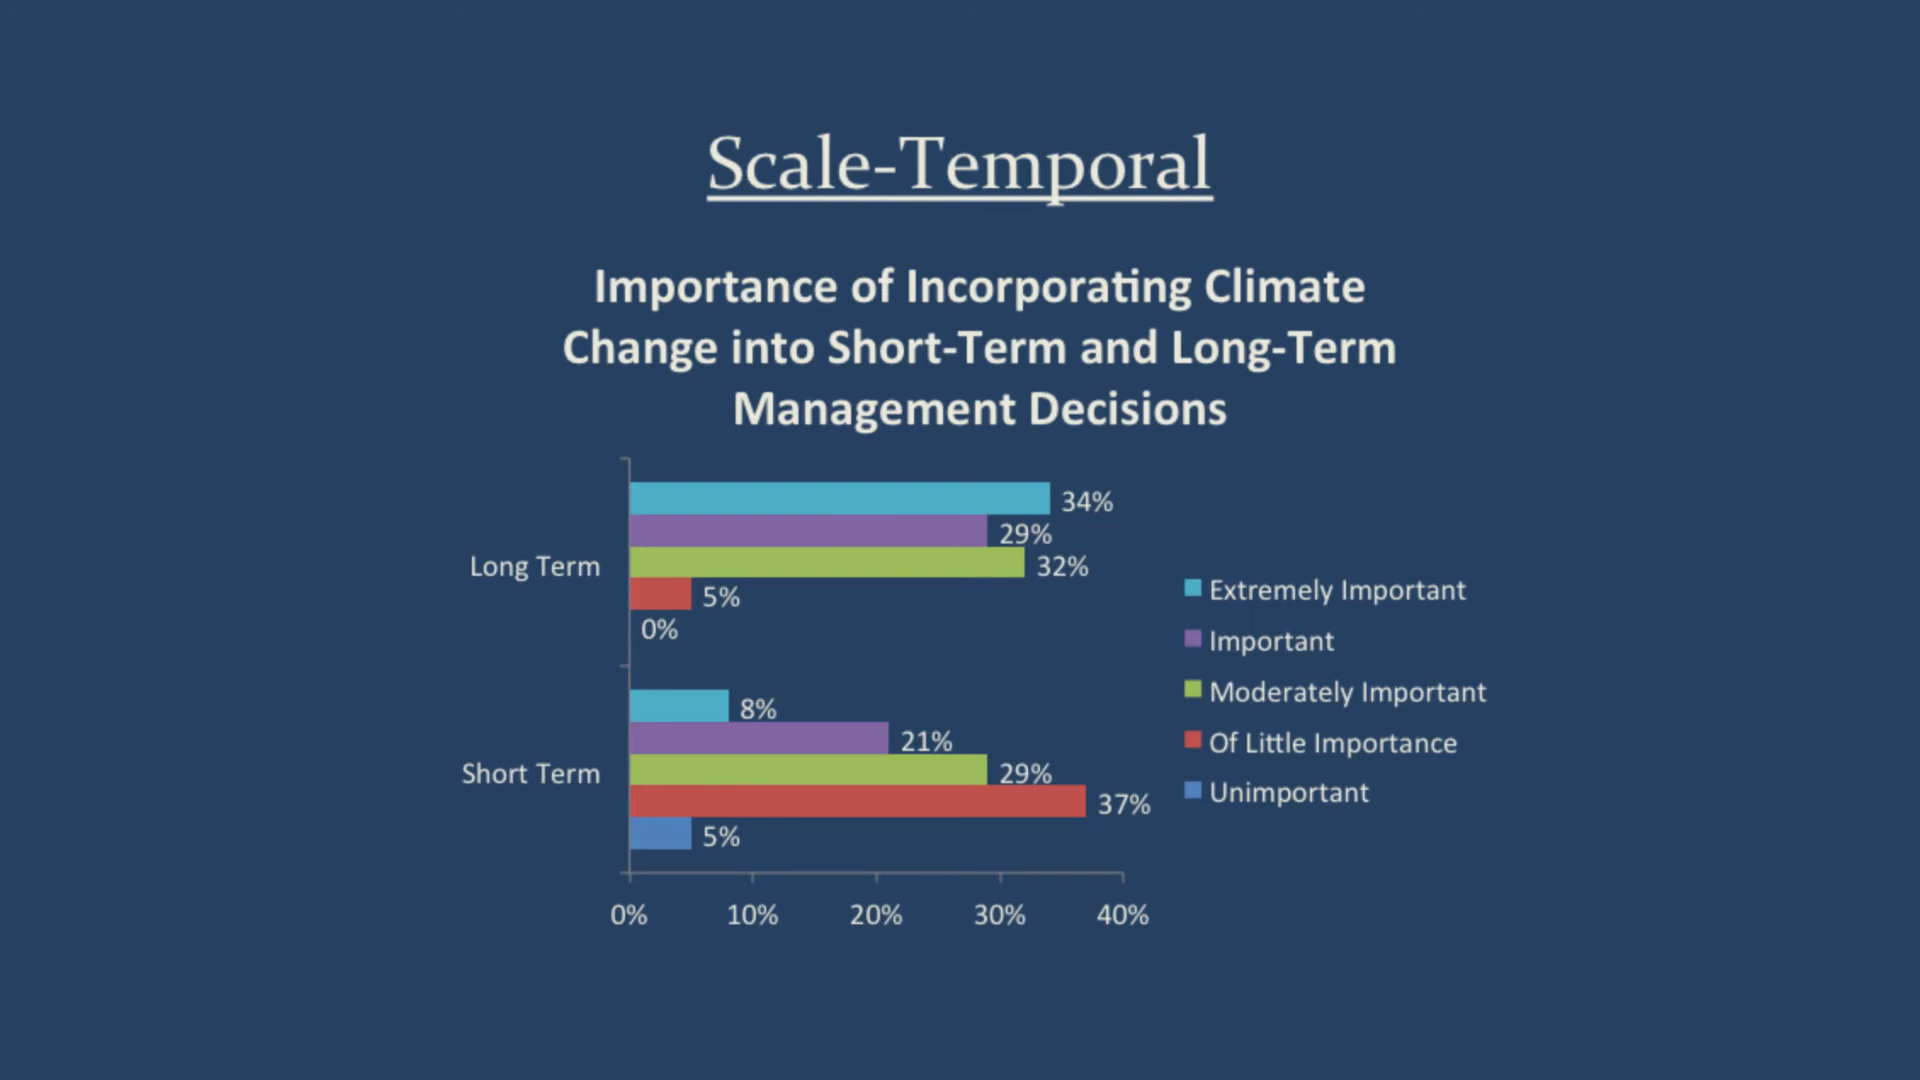 Scale-Temporal
Importance of Incorporating Climate
Change into Short-Term and Long-Term
Management Decisions
34%
29%
Long Term
32%
5%
0%
8%
21%
Short Term
29%
37%
5%
0%
10%
20%
30%
40%
Extremely Important
Important
Moderately Important
Of Little Importance
Unimportant